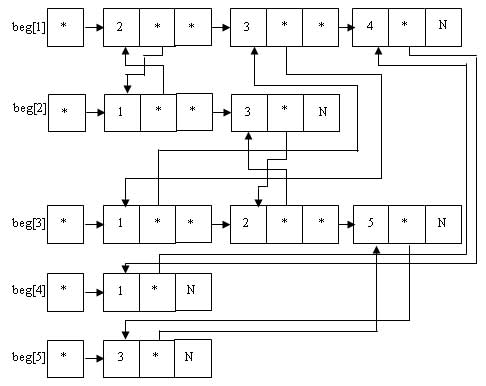 beg[1] * 2 * * 3 * * 4 * N
beg[2] * 1 * * 3 * N
beg[3] * 1 * * 2 * * 5 * N
beg[4] * 1 * N
beg[5] * 3 * N